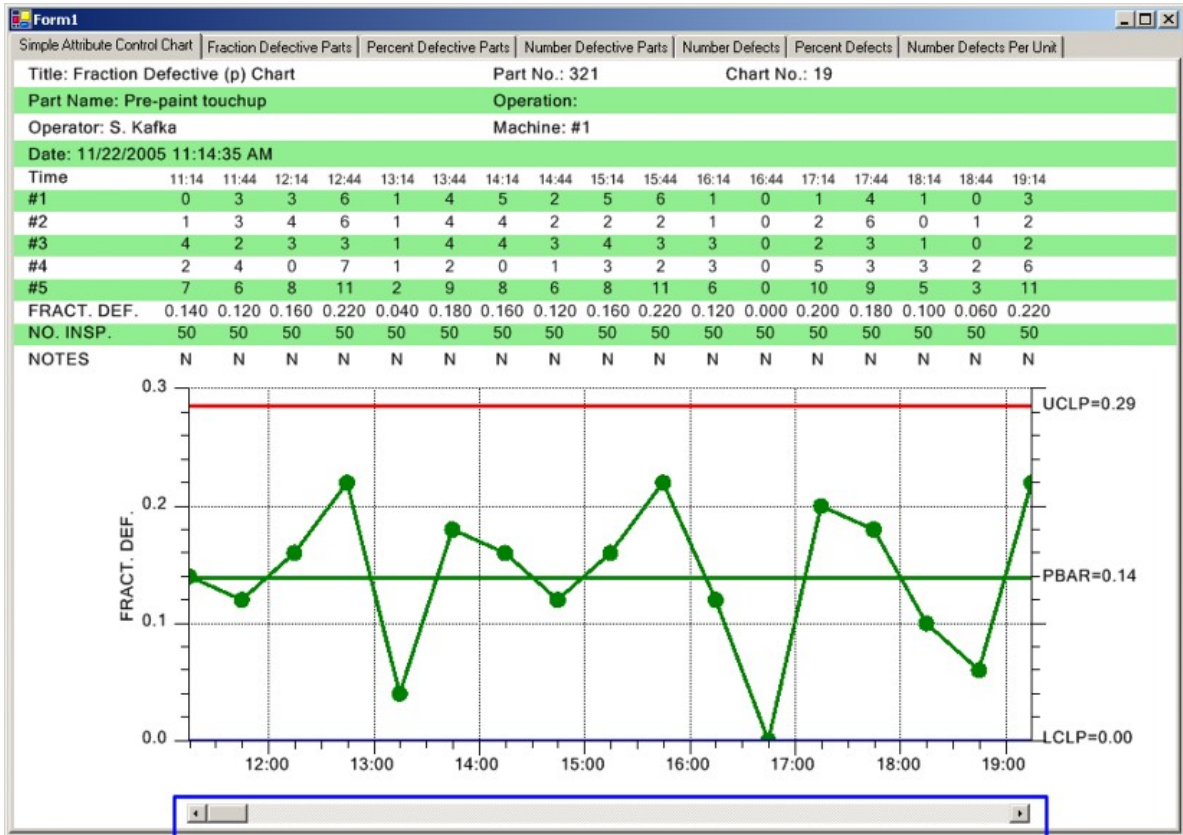 Form1
Simple Attribute Control Chart Fraction Defective Parts Percent Defective Parts Number Defective Parts Number Defects Percent Defects Number Defects Per Unit
Title: Fraction Defective (p) Chart Part No.: 321 Chart No.: 19
Part Name: Pre-paint touchup Operation:
Operator: S. Kafka Machine: #1
Date: 11/22/2005 11:14:35 AM
Time 11:14 11:44 12:14 12:44 13:14 13:44 14:14 14:44 15:14 15:44 16:14 16:44 17:14 17:44 18:14 18:44 19:14
#1 0 3 3 6 1 4 5 2 5 6 1 0 1 4 1 0 3
#2 1 3 4 6 1 4 4 2 2 2 1 0 2 6 0 1 2
#3 4 2 3 3 1 4 4 3 4 3 3 0 2 3 1 0 2
#4 2 4 0 7 1 2 0 1 3 2 3 0 5 3 3 2 6
#5 7 6 8 11 2 9 8 6 8 11 6 0 10 9 5 3 11
FRACT. DEF. 0.140 0.120 0.160 0.220 0.040 0.180 0.160 0.120 0.160 0.220 0.120 0.000 0.200 0.180 0.100 0.060 0.220
NO. INSP. 50 50 50 50 50 50 50 50 50 50 50 50 50 50 50 50 50
NOTES N N N N N N N N N N N N N N N N N
0.3
UCLP=0.29
0.2
FRACT. DEF.
PBAR=0.14
0.1
0.0
LCLP=0.00
12:00 13:00 14:00 15:00 16:00 17:00 18:00 19:00